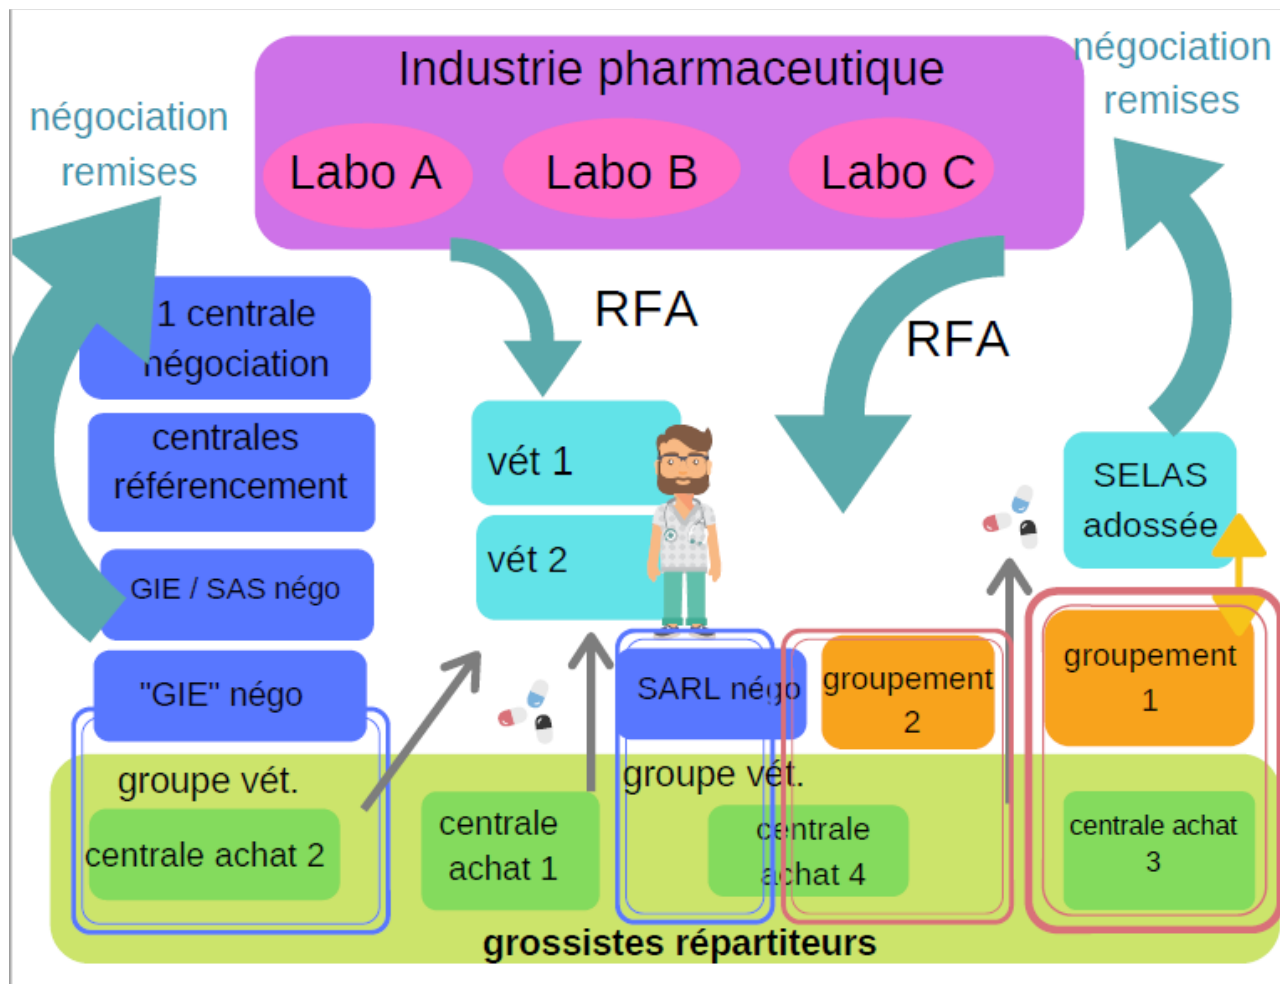 négociation
remises
Industrie pharmaceutique
négociation
remises
Labo A
Labo B
Labo C
RFA
RFA
1 centrale
négociation
centrales
référencement
GIE / SAS négo
"GIE" négo
vét 1
vét 2
SELAS
adossée
SARL négo
groupement
2
groupement
1
groupe vét.
groupe vét.
centrale achat 2
centrale
achat 1
centrale
achat 4
centrale achat
3
grossistes répartiteurs